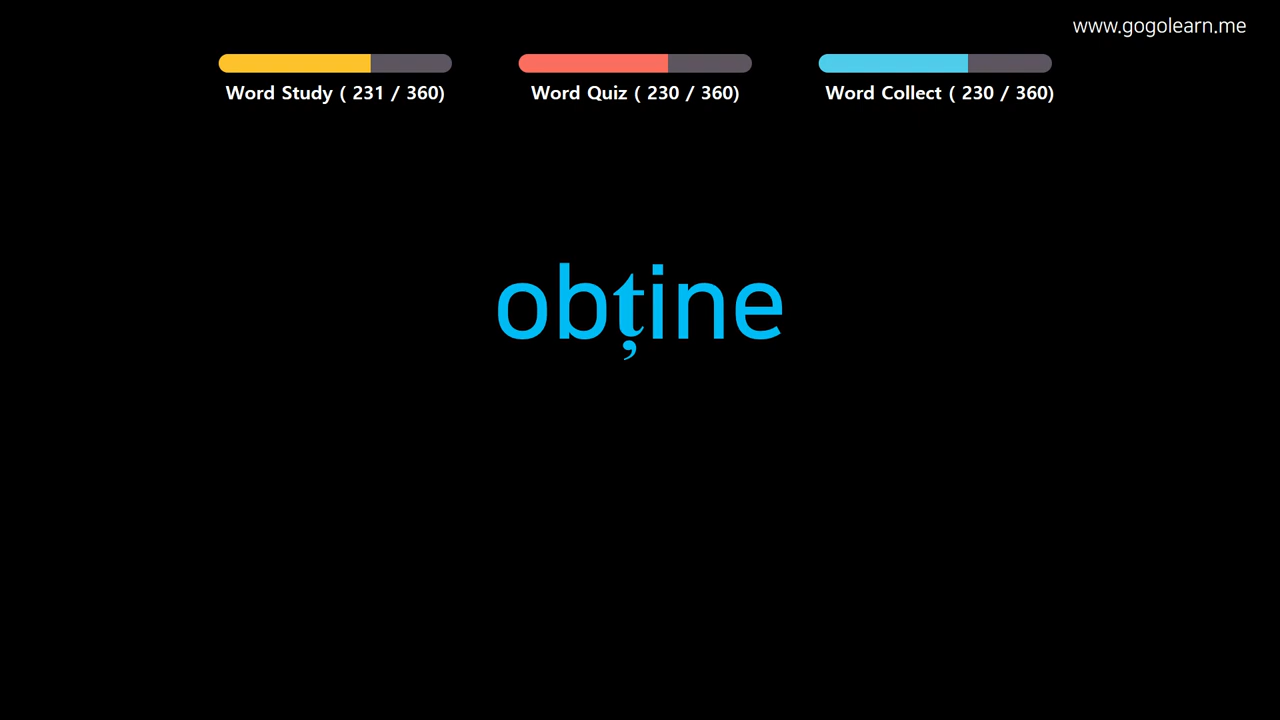 www.gogolearn.me
Word Study ( 231 / 360)
Word Quiz ( 230 / 360)
Word Collect ( 230 / 360)
obține